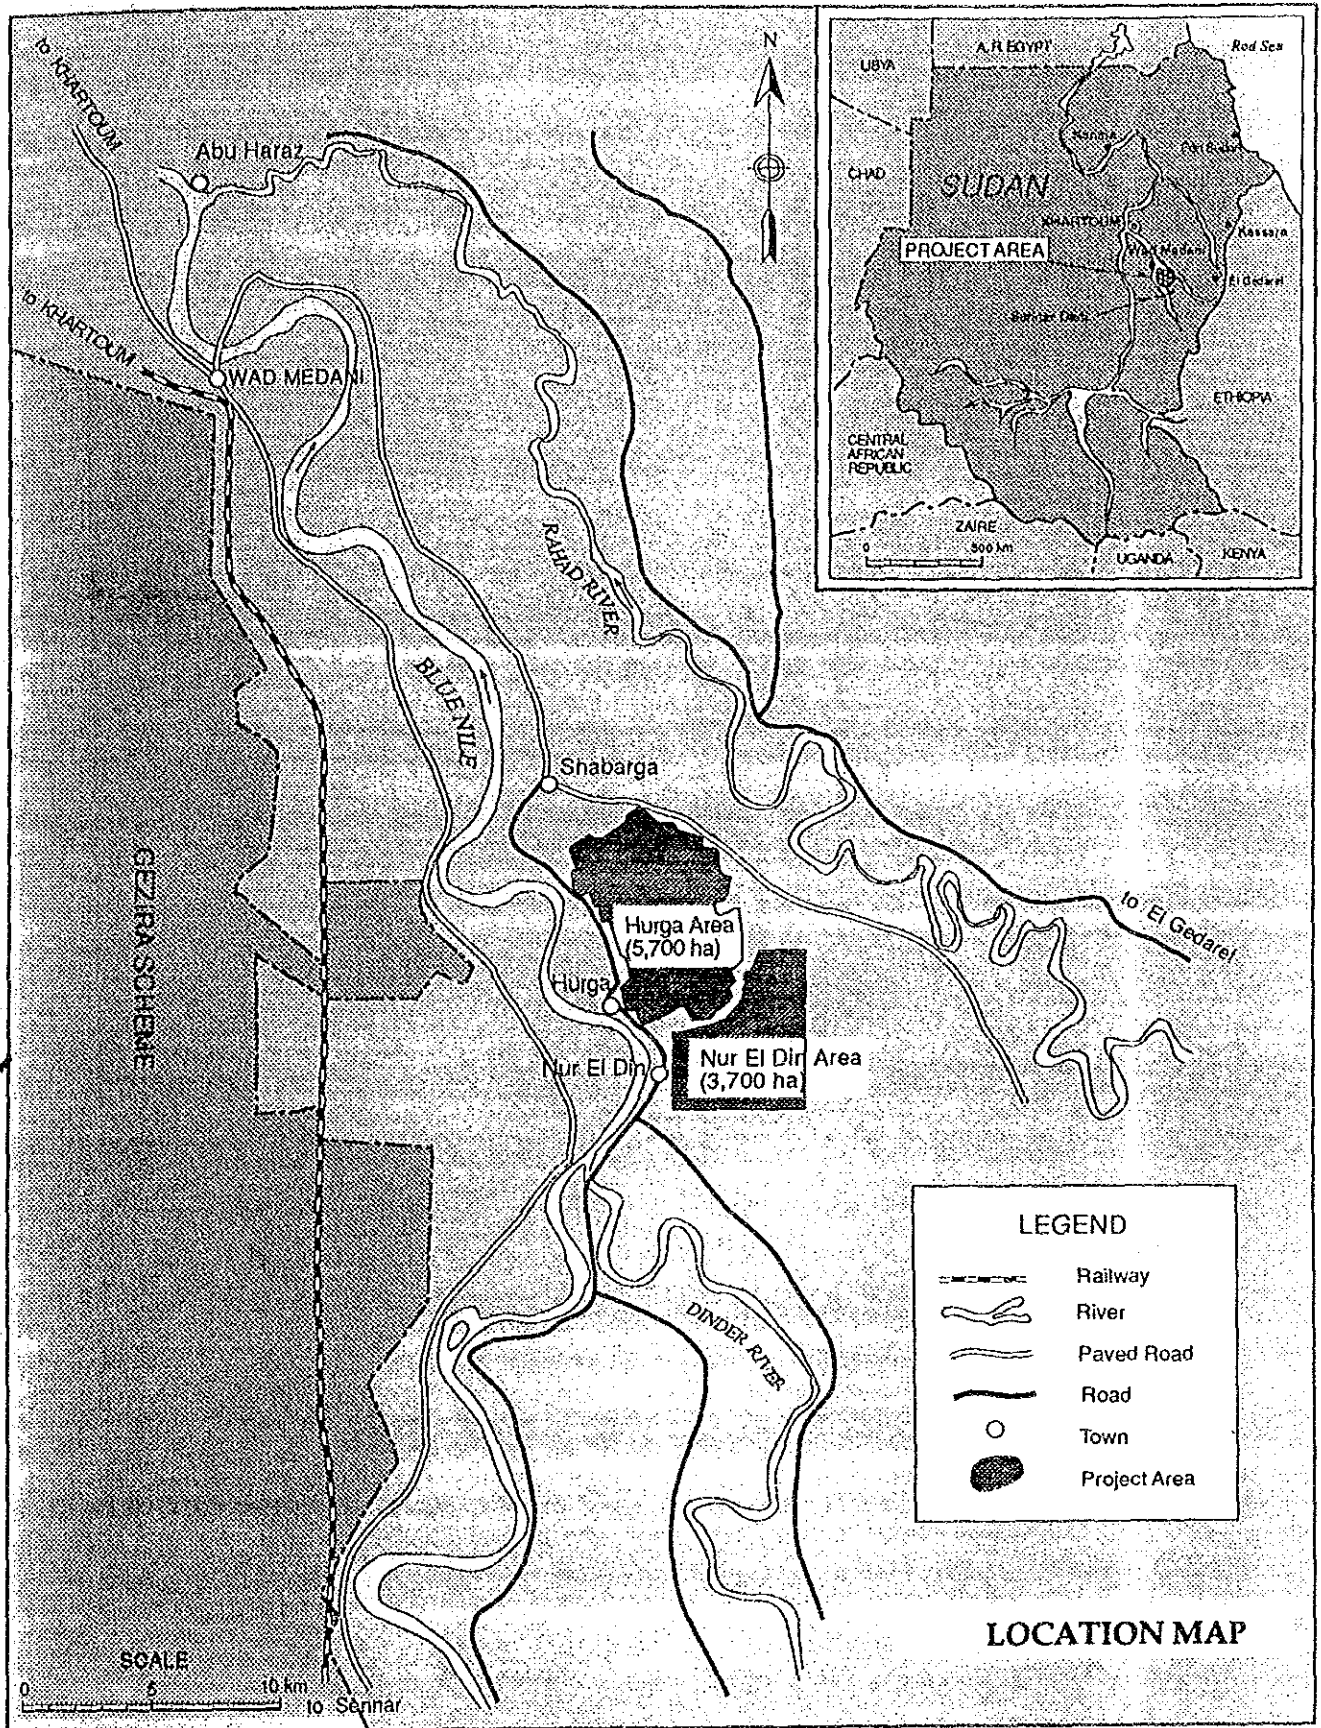 to KHARTOUM
Abu Haraz
N
to KHARTOUM
WAD MEDANI
RAHAD RIVER
BLUE NILE
Shabarga
GEZIRA SCHEME
Hurga Area
(5,700 ha)
Hurga
to El Gedaref
Nur El Din
Nur El Din Area
(3,700 ha)
DINDER RIVER
SCALE
0 5 10 km
to Sennar
A.R. EGYPT
Red Sea
LIBYA
CHAD
SUDAN
KHARTOUM
Kassala
PROJECT AREA
Wad Madani
El Gedaref
ETHIOPIA
CENTRAL
AFRICAN
REPUBLIC
ZAIRE
0 500 km
UGANDA
KENYA
LEGEND
Railway
River
Paved Road
Road
Town
Project Area
LOCATION MAP